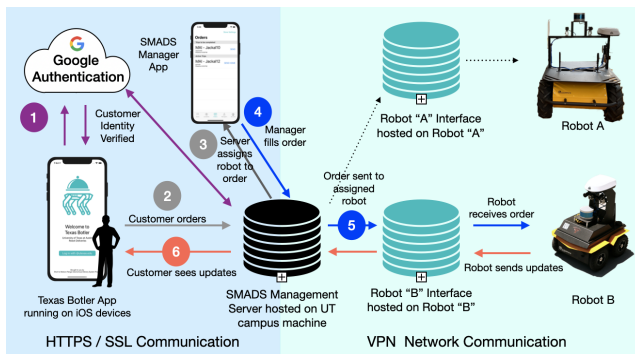 Google
Authentication
SMADS
Manager
App
Orders
1
Customer
Identity
Verified
3
Server
assigns
robot to
order
4
Manager
fills order
Robot “A” Interface
hosted on Robot “A”
Robot A
Order sent to
assigned
robot
2
Customer orders
5
Robot
receives order
Welcome to
Texas Botler
6
Customer sees updates
Robot sends updates
Texas Botler App
running on iOS devices
SMADS Management
Server hosted on UT
campus machine
Robot “B” Interface
hosted on Robot “B”
Robot B
HTTPS / SSL Communication
VPN Network Communication